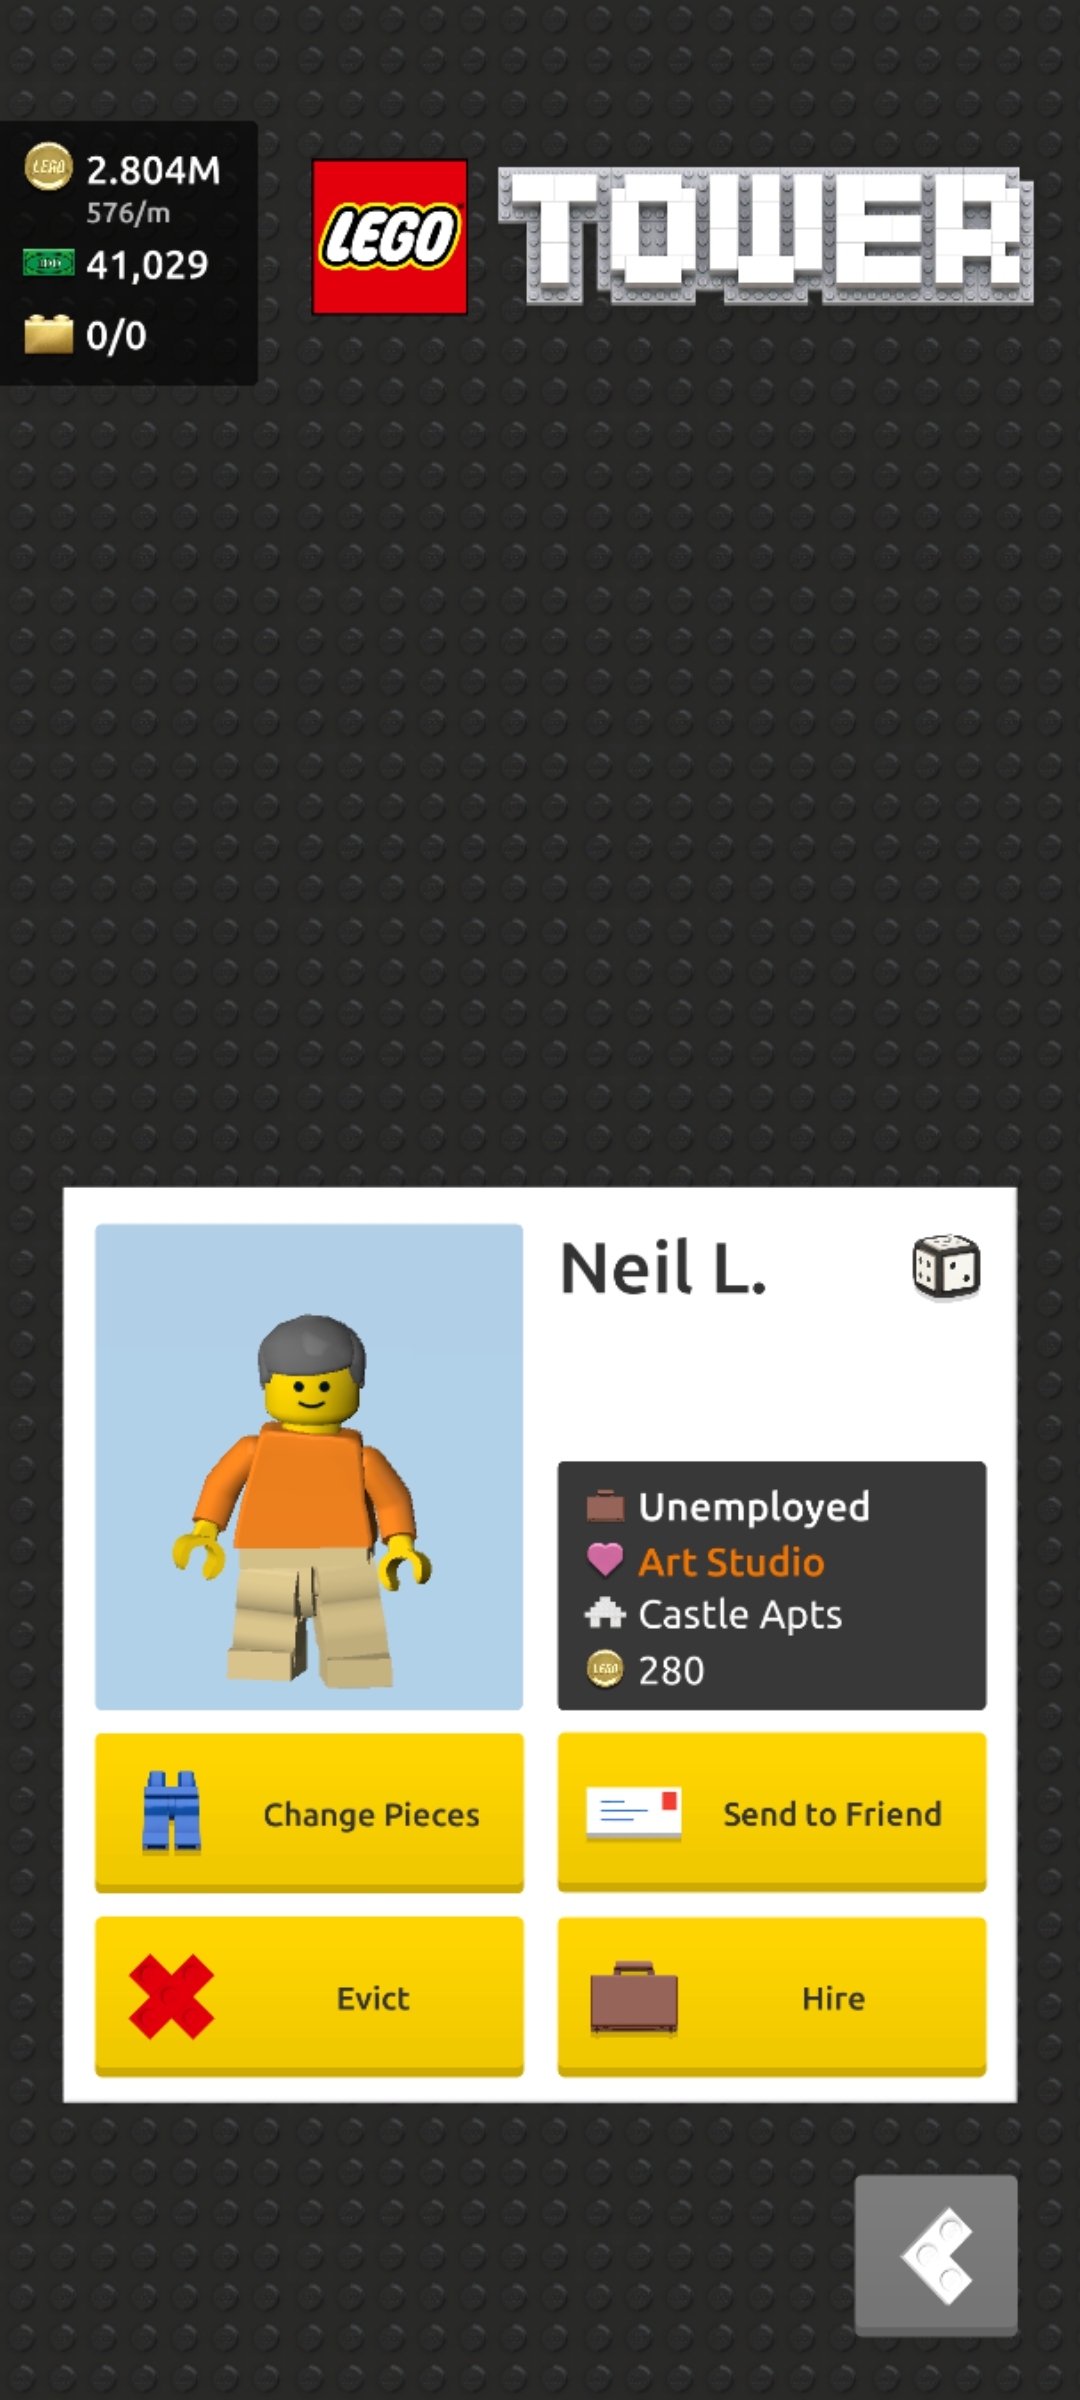 2.804M
576/m
41,029
0/0
LEGO TOWER
Neil L.
Unemployed
Art Studio
Castle Apts
280
Change Pieces
Send to Friend
Evict
Hire